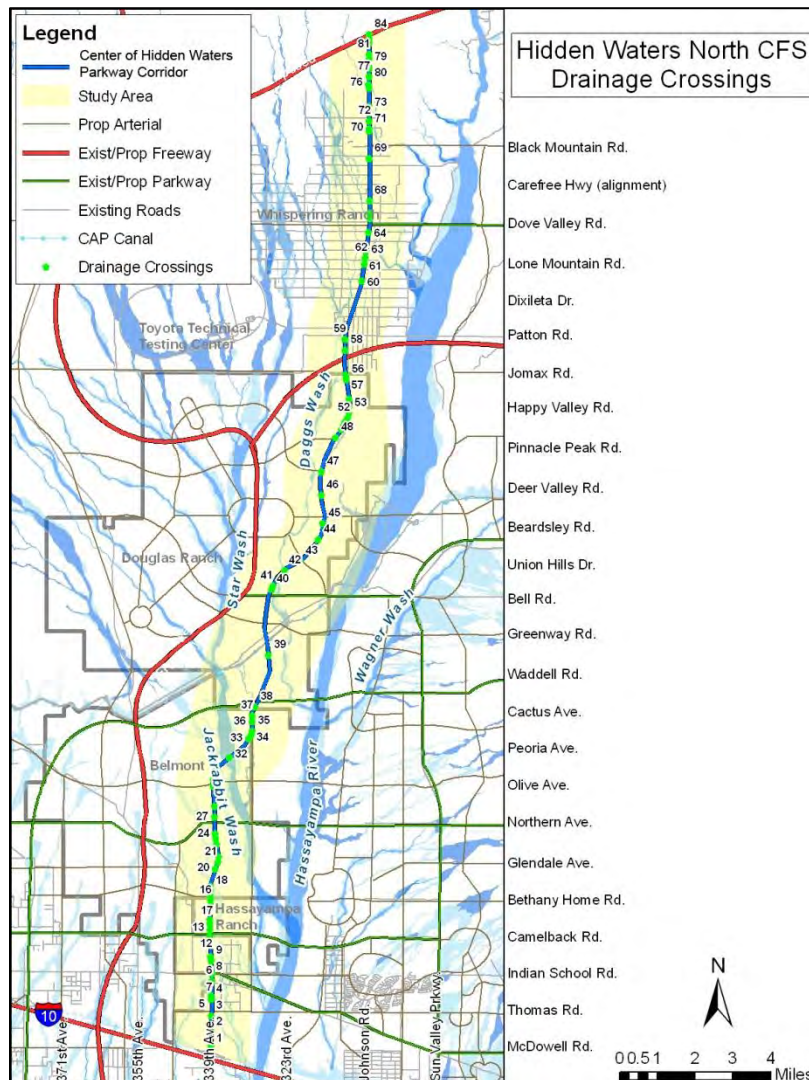 Legend
Center of Hidden Waters
Parkway Corridor
Study Area
Prop Arterial
Exist/Prop Freeway
Exist/Prop Parkway
Existing Roads
CAP Canal
Drainage Crossings
Hidden Waters North CFS
Drainage Crossings
84
81
79
77
80
76
73
72
71
70
69
Black Mountain Rd.
68
Carefree Hwy (alignment)
Whispering Ranch
Dove Valley Rd.
64
62
63
61
Lone Mountain Rd.
60
Dixileta Dr.
59
58
Toyota Technical
Testing Center
Patton Rd.
56
Jomax Rd.
57
52
53
Happy Valley Rd.
Daggs Wash
48
Pinnacle Peak Rd.
47
46
Deer Valley Rd.
45
44
Beardsley Rd.
43
Douglas Ranch
Star Wash
42
Union Hills Dr.
41
40
Bell Rd.
Wagner Wash
Greenway Rd.
39
Waddell Rd.
38
37
Cactus Ave.
36
35
33
34
Peoria Ave.
32
Belmont
Jackrabbit Wash
Hassayampa River
Olive Ave.
27
Northern Ave.
24
21
20
Glendale Ave.
18
16
Bethany Home Rd.
17
Hassayampa
Ranch
13
Camelback Rd.
12
9
8
6
Indian School Rd.
7
4
5
3
10
Thomas Rd.
2
1
McDowell Rd.
371st Ave.
355th Ave.
339th Ave.
323rd Ave.
Johnson Rd.
Sun Valley Prkwy.
N
0 0.5 1 2 3 4
Miles